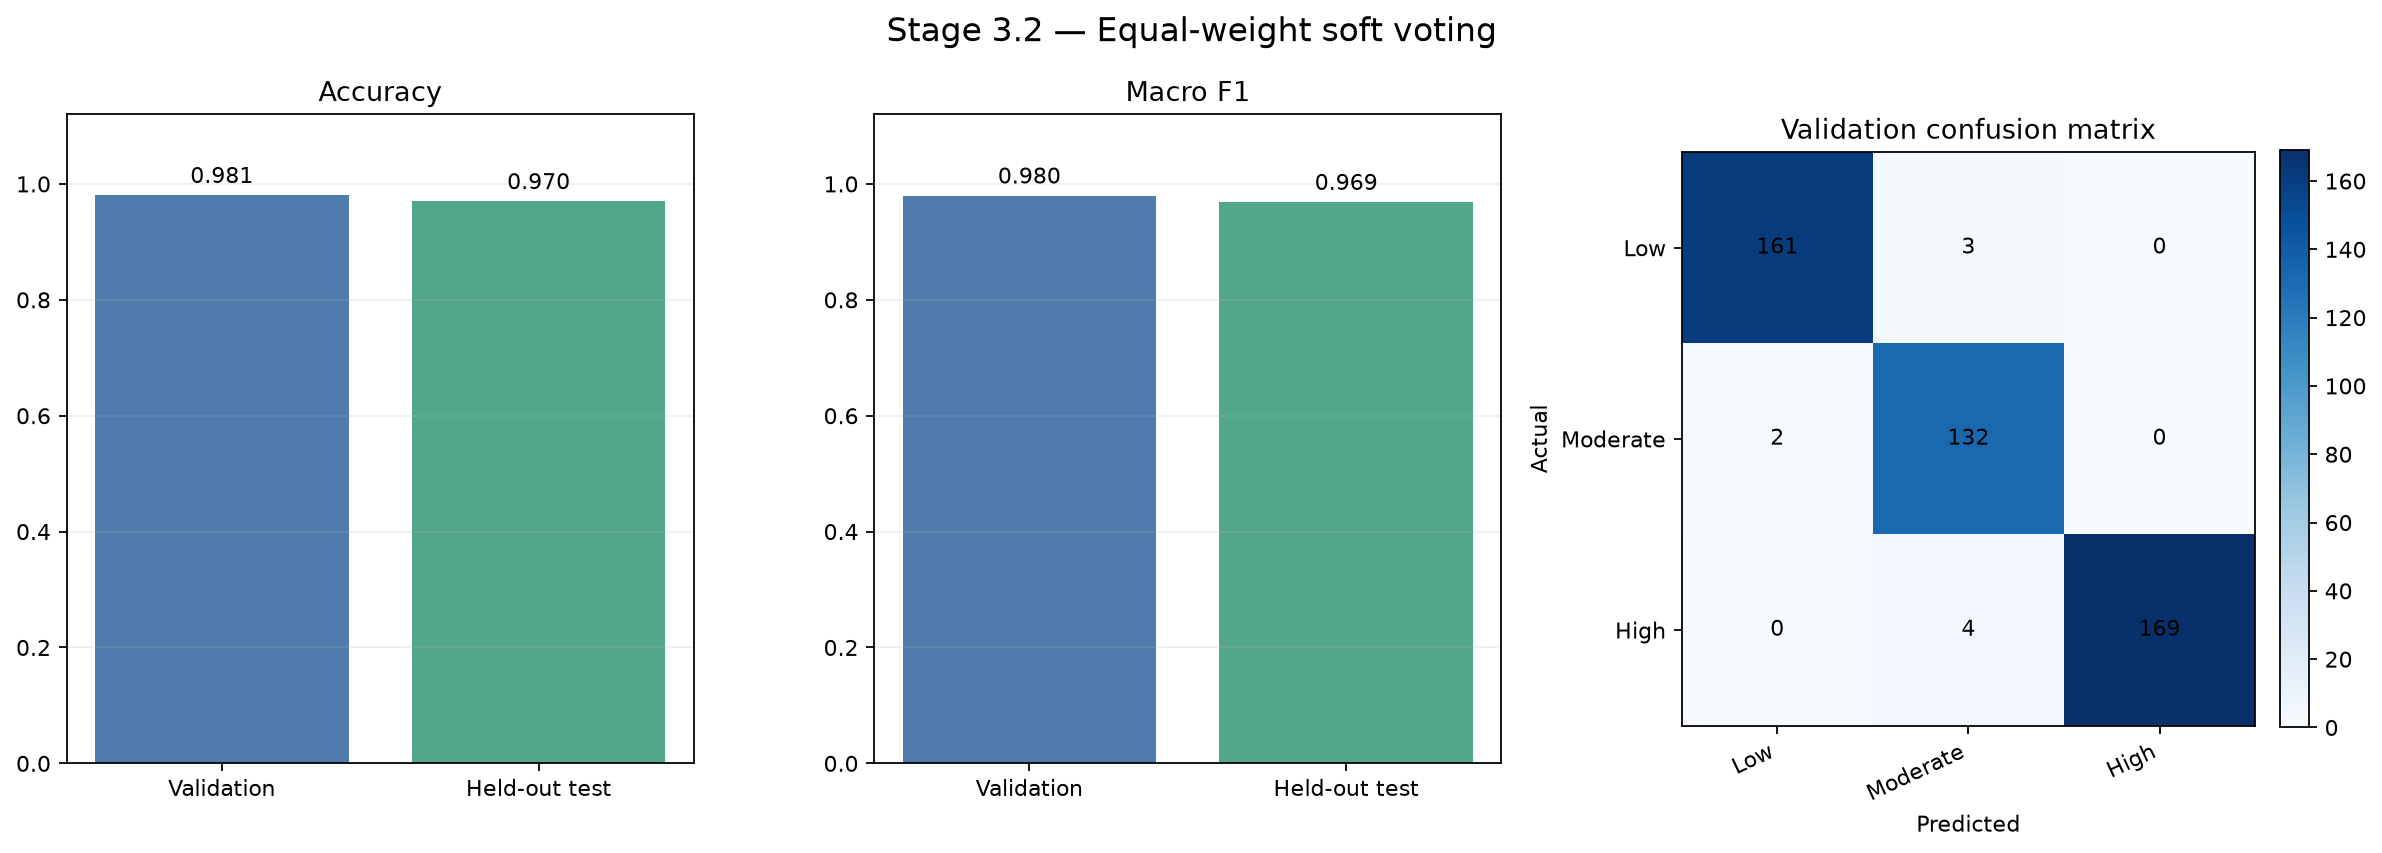 Stage 3.2 — Equal-weight soft voting
Accuracy
1.0
0.8
0.6
0.4
0.2
0.0
0.981
0.970
Validation
Held-out test
Macro F1
1.0
0.8
0.6
0.4
0.2
0.0
0.980
0.969
Validation
Held-out test
Validation confusion matrix
Actual
Low
161
3
0
Moderate
2
132
0
High
0
4
169
Low
Moderate
High
Predicted
160
140
120
100
80
60
40
20
0